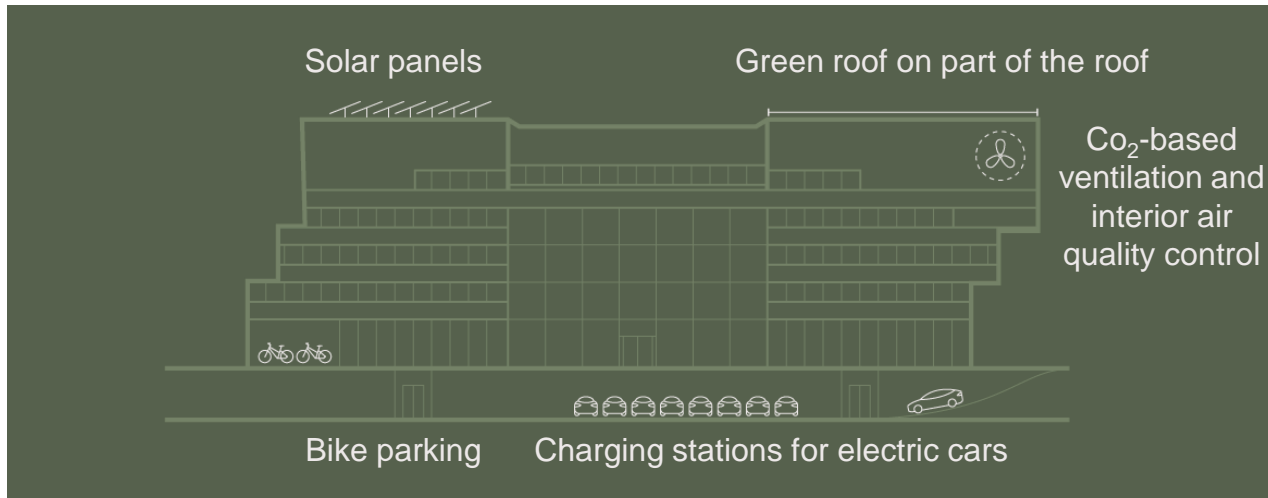 Solar panels
Green roof on part of the roof
Co₂-based
ventilation and
interior air
quality control
Bike parking
Charging stations for electric cars